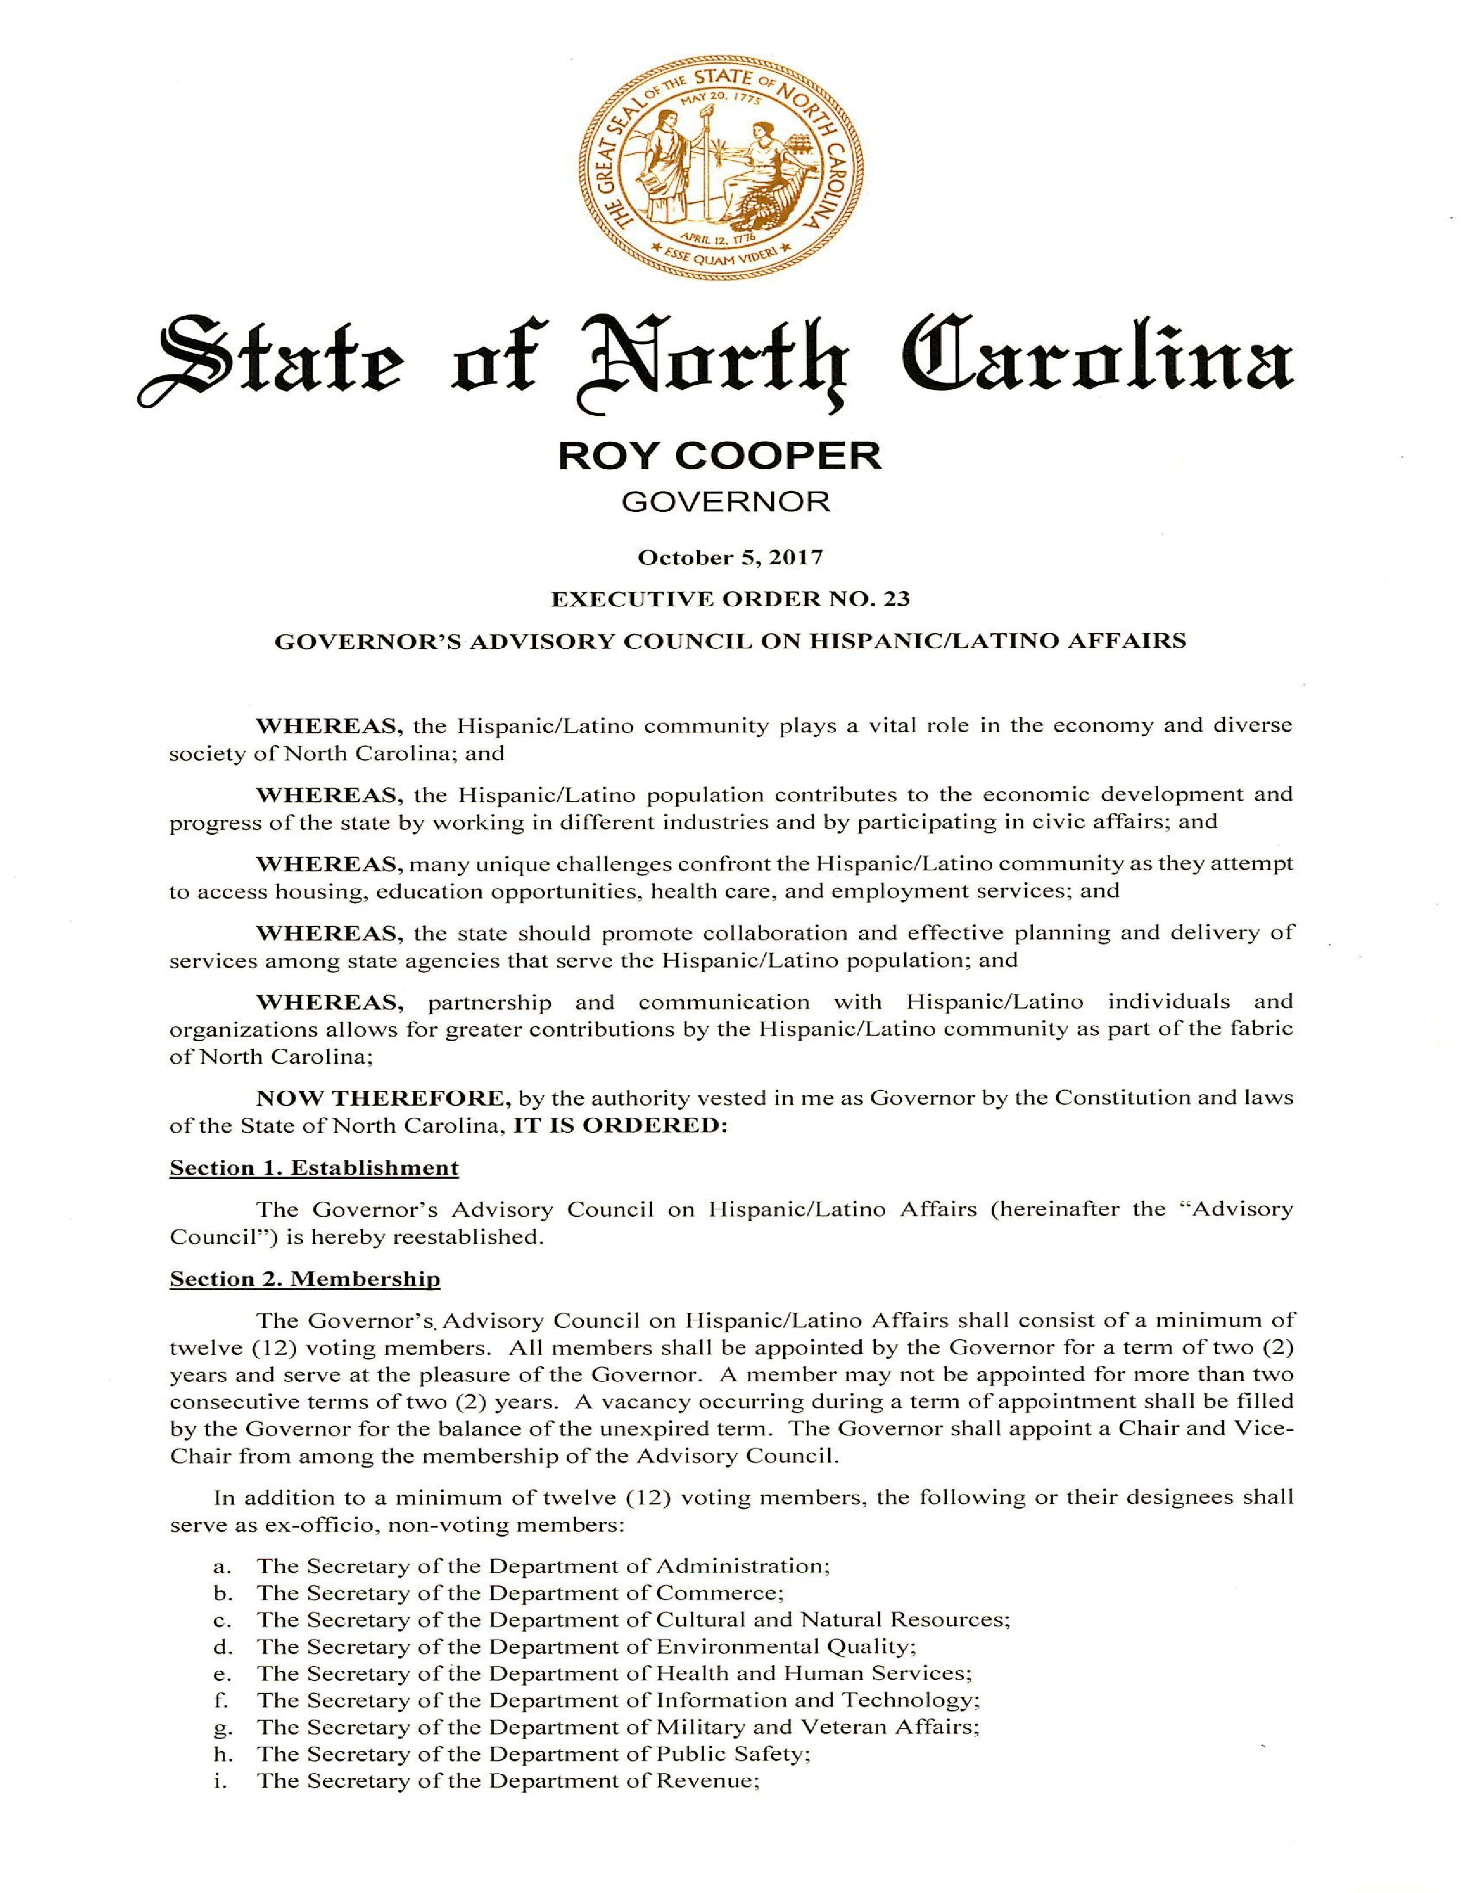 THE GREAT SEAL OF THE STATE OF NORTH CAROLINA
MAY 20, 1775
APRIL 12, 1776
★ ESSE QUAM VIDERI ★
State of North Carolina
ROY COOPER
GOVERNOR
October 5, 2017
EXECUTIVE ORDER NO. 23
GOVERNOR'S ADVISORY COUNCIL ON HISPANIC/LATINO AFFAIRS
WHEREAS, the Hispanic/Latino community plays a vital role in the economy and diverse
society of North Carolina; and
WHEREAS, the Hispanic/Latino population contributes to the economic development and
progress of the state by working in different industries and by participating in civic affairs; and
WHEREAS, many unique challenges confront the Hispanic/Latino community as they attempt
to access housing, education opportunities, health care, and employment services; and
WHEREAS, the state should promote collaboration and effective planning and delivery of
services among state agencies that serve the Hispanic/Latino population; and
WHEREAS, partnership and communication with Hispanic/Latino individuals and
organizations allows for greater contributions by the Hispanic/Latino community as part of the fabric
of North Carolina;
NOW THEREFORE, by the authority vested in me as Governor by the Constitution and laws
of the State of North Carolina, IT IS ORDERED:
Section 1. Establishment
The Governor's Advisory Council on Hispanic/Latino Affairs (hereinafter the "Advisory
Council") is hereby reestablished.
Section 2. Membership
The Governor's Advisory Council on Hispanic/Latino Affairs shall consist of a minimum of
twelve (12) voting members. All members shall be appointed by the Governor for a term of two (2)
years and serve at the pleasure of the Governor. A member may not be appointed for more than two
consecutive terms of two (2) years. A vacancy occurring during a term of appointment shall be filled
by the Governor for the balance of the unexpired term. The Governor shall appoint a Chair and Vice-
Chair from among the membership of the Advisory Council.
In addition to a minimum of twelve (12) voting members, the following or their designees shall
serve as ex-officio, non-voting members:
a. The Secretary of the Department of Administration;
b. The Secretary of the Department of Commerce;
c. The Secretary of the Department of Cultural and Natural Resources;
d. The Secretary of the Department of Environmental Quality;
e. The Secretary of the Department of Health and Human Services;
f. The Secretary of the Department of Information and Technology;
g. The Secretary of the Department of Military and Veteran Affairs;
h. The Secretary of the Department of Public Safety;
i. The Secretary of the Department of Revenue;